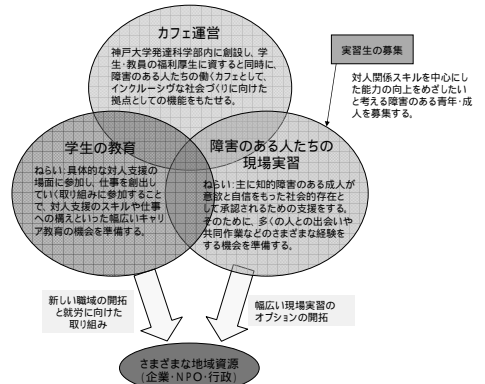 カフェ運営
神戸大学発達科学部内に創設し、学
生・教員の福利厚生に資すると同時に、
障害のある人たちの働くカフェとして、
インクルーシヴな社会づくりに向けた
拠点としての機能をもたせる。
実習生の募集
対人関係スキルを中心にし
た能力の向上をめざしたい
と考える障害のある青年・成
人を募集する。
学生の教育
ねらい:具体的な対人支援の
場面に参加し、仕事を創出し
ていく取り組みに参加すること
で、対人支援のスキルや仕事
への構えといった幅広いキャリ
ア教育の機会を準備する。
障害のある人たちの
現場実習
ねらい:主に知的障害のある成人が
意欲と自信をもった社会的存在と
して承認されるための支援をする。
そのために、多くの人との出会いや
共同作業などのさまざまな経験を
する機会を準備する。
新しい職域の開拓
と就労に向けた
取り組み
幅広い現場実習の
オプションの開拓
さまざまな地域資源
(企業・NPO・行政)